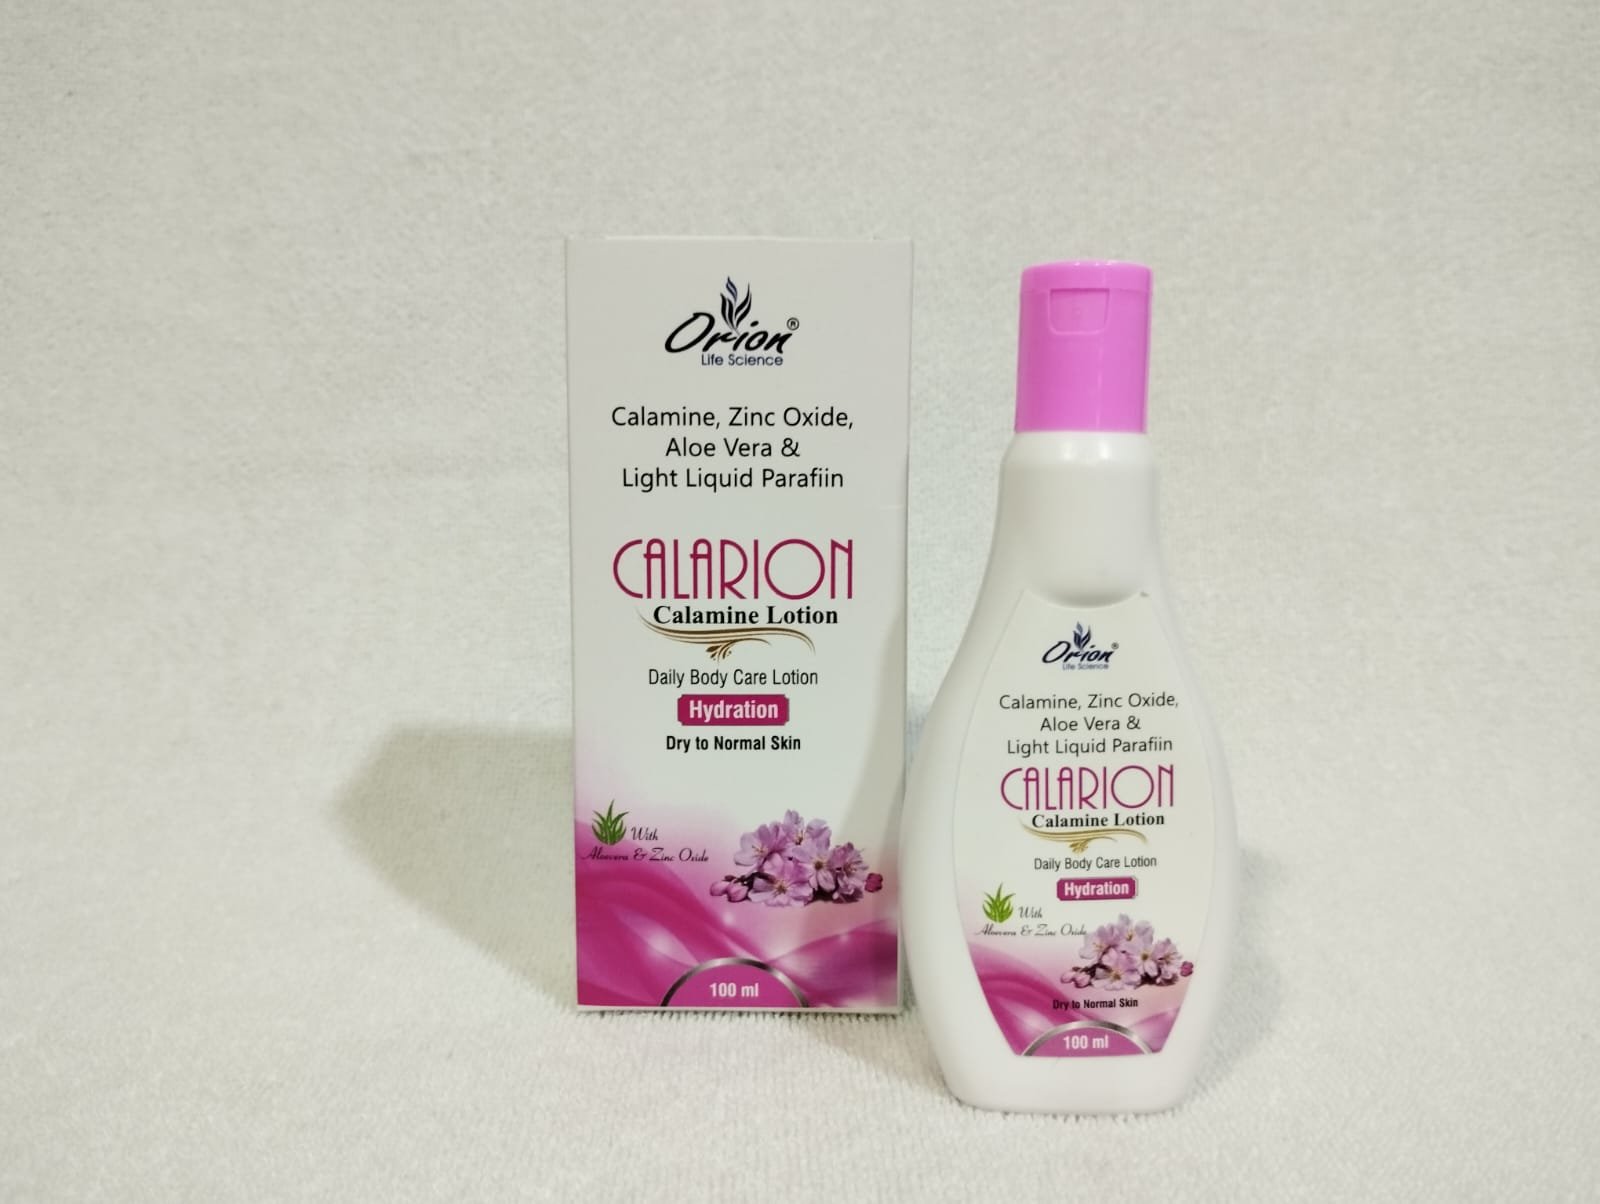 Orion®
Life Science
Calamine, Zinc Oxide,
Aloe Vera &
Light Liquid Parafiin
CALARION
Calamine Lotion
Daily Body Care Lotion
Hydration
Dry to Normal Skin
With
Aloevera & Zinc Oxide
100 ml
Orion®
Life Science
Calamine, Zinc Oxide,
Aloe Vera &
Light Liquid Parafiin
CALARION
Calamine Lotion
Daily Body Care Lotion
Hydration
With
Aloevera & Zinc Oxide
Dry to Normal Skin
100 ml